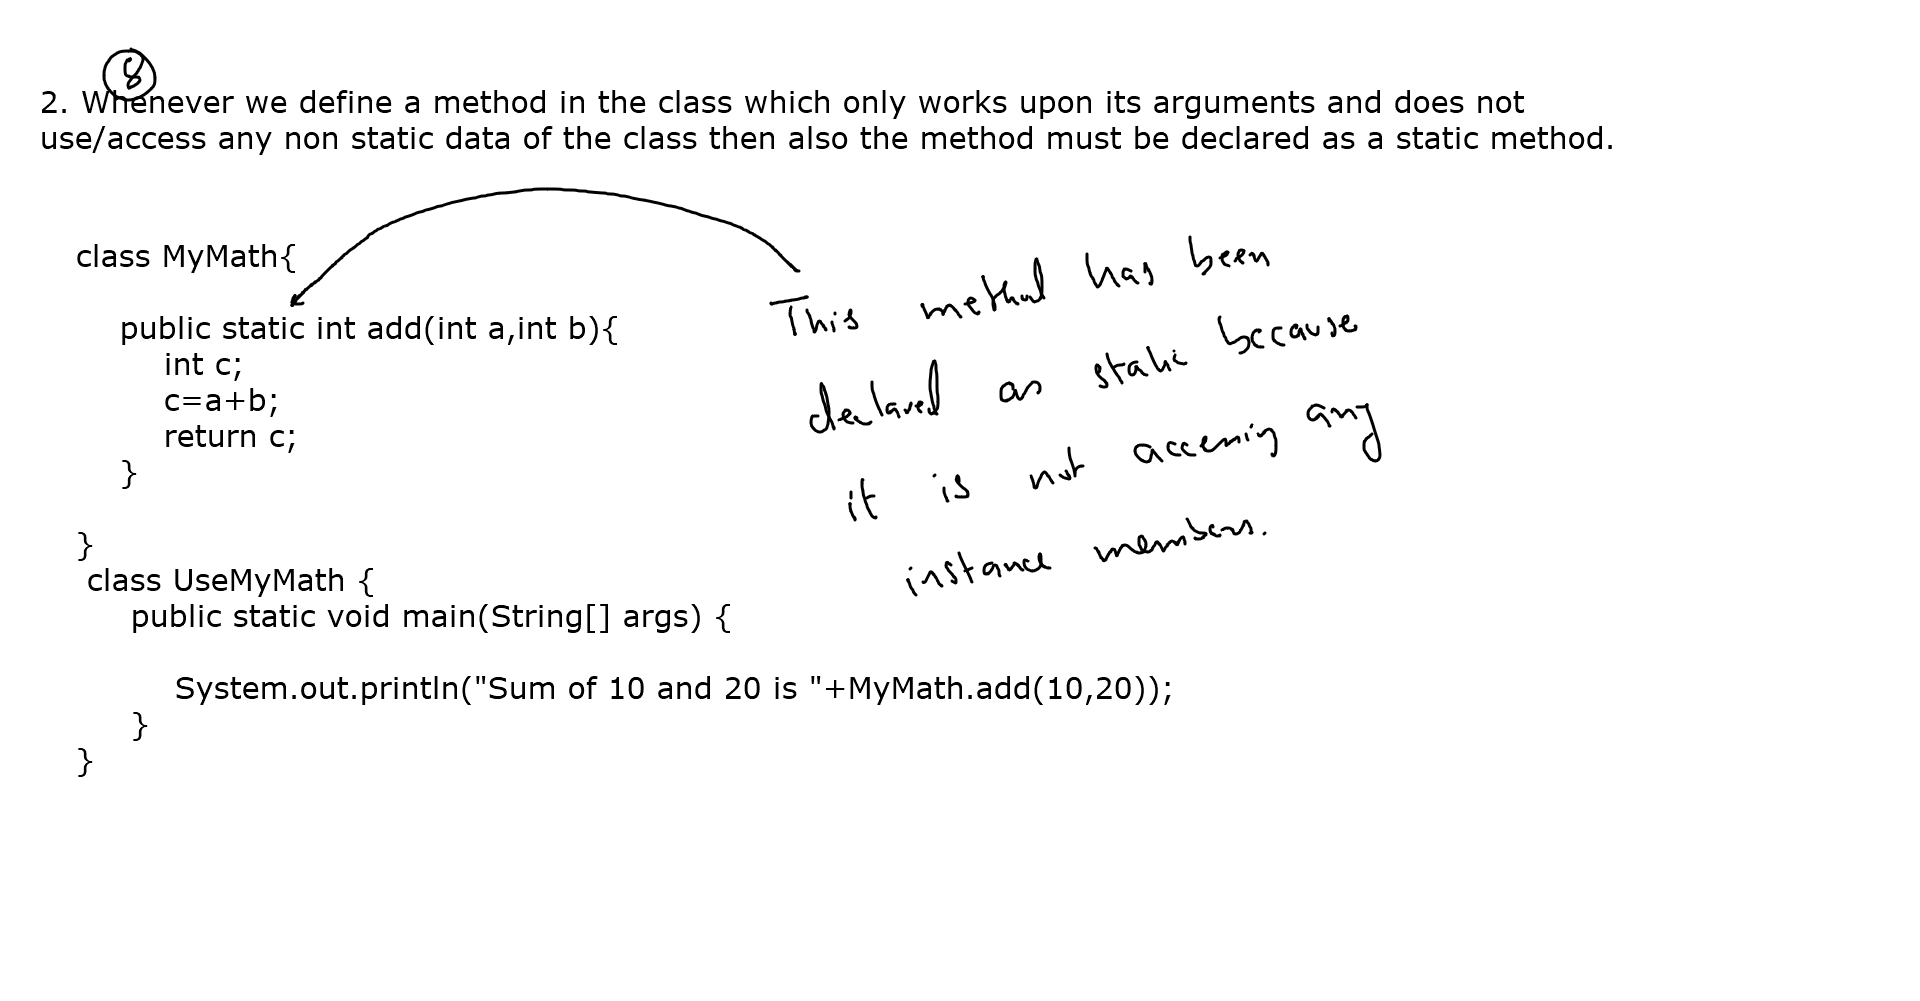 8
2. Whenever we define a method in the class which only works upon its arguments and does not
use/access any non static data of the class then also the method must be declared as a static method.
class MyMath{
public static int add(int a,int b){
int c;
c=a+b;
return c;
}
}
class UseMyMath {
public static void main(String[] args) {
System.out.println("Sum of 10 and 20 is "+MyMath.add(10,20));
}
}
This method has been
declared as static because
it is not accessing any
instance members.